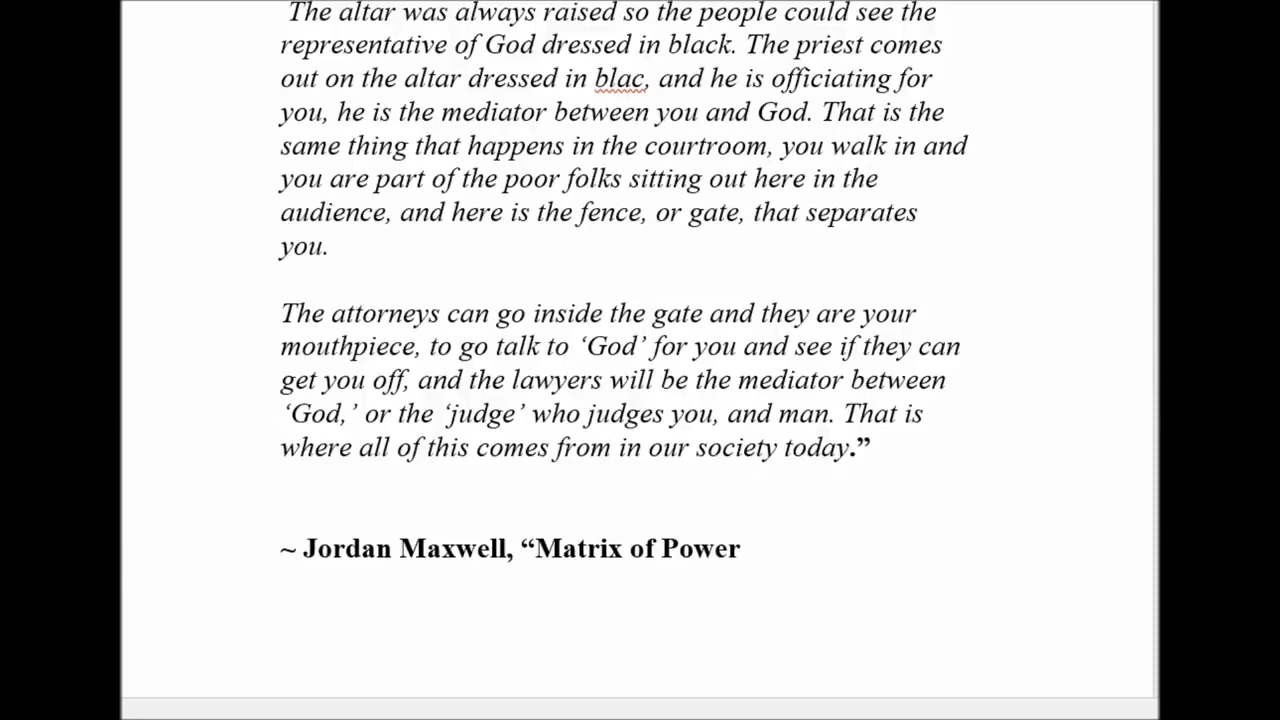 The altar was always raised so the people could see the
representative of God dressed in black. The priest comes
out on the altar dressed in blac, and he is officiating for
you, he is the mediator between you and God. That is the
same thing that happens in the courtroom, you walk in and
you are part of the poor folks sitting out here in the
audience, and here is the fence, or gate, that separates
you.
The attorneys can go inside the gate and they are your
mouthpiece, to go talk to ‘God’ for you and see if they can
get you off, and the lawyers will be the mediator between
‘God,’ or the ‘judge’ who judges you, and man. That is
where all of this comes from in our society today.”
~ Jordan Maxwell, “Matrix of Power